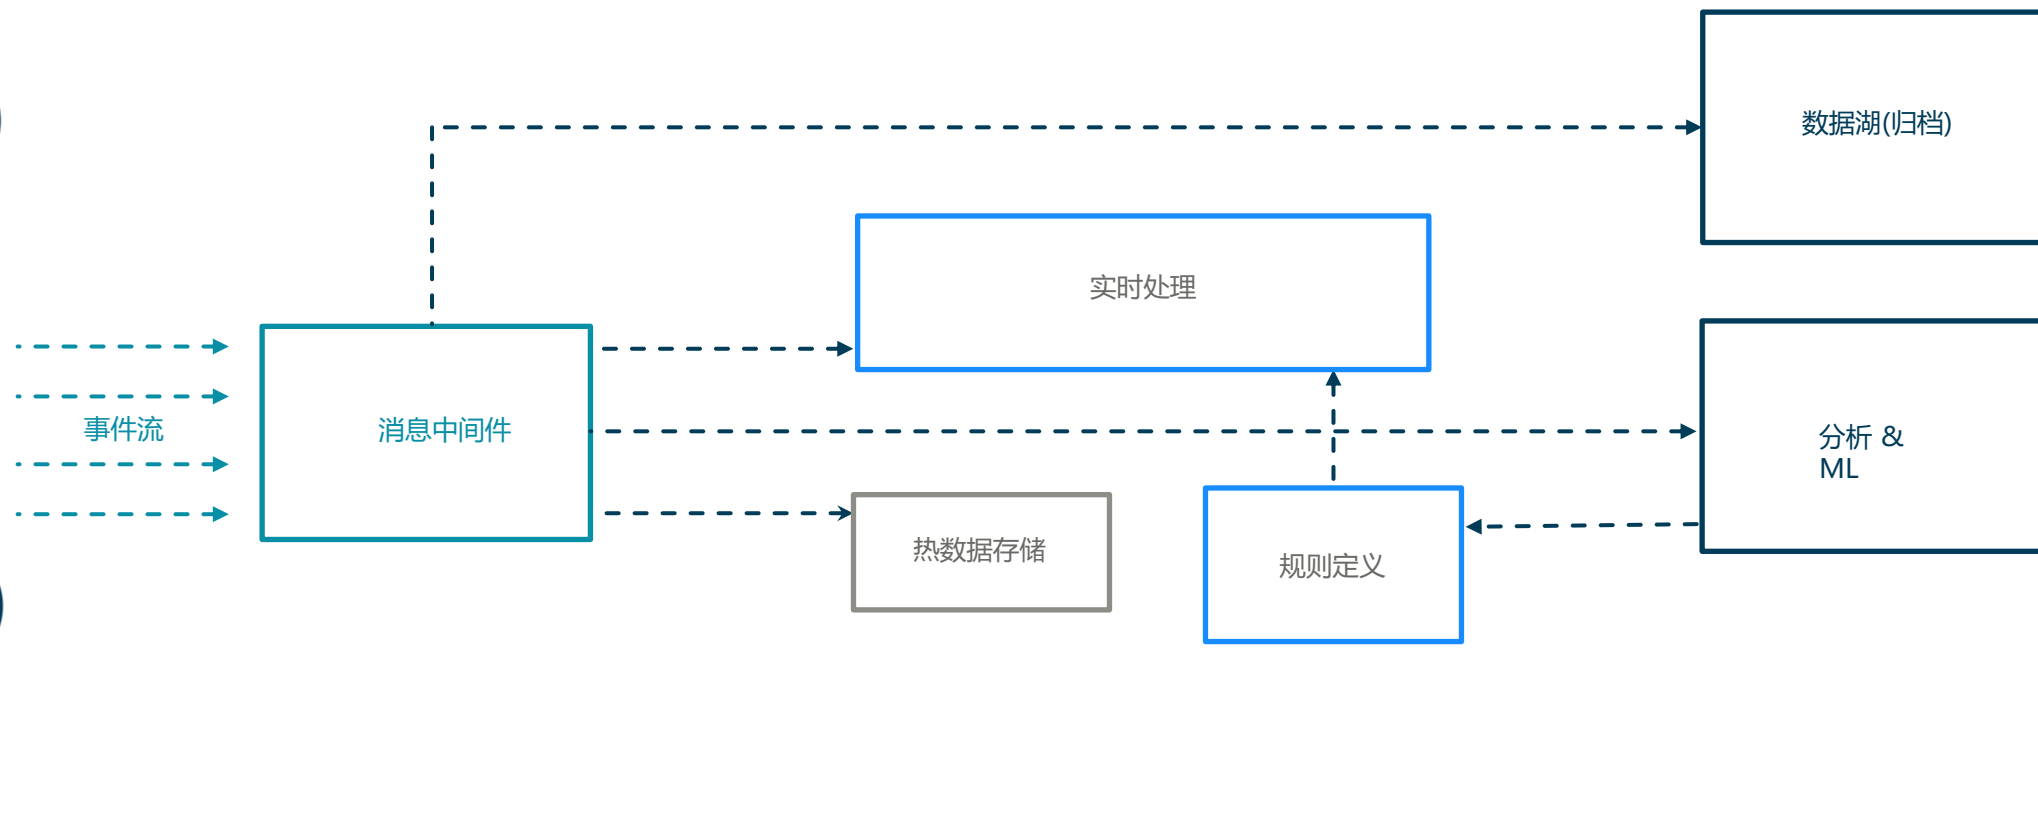 数据湖(归档)
实时处理
事件流
消息中间件
分析 &
ML
热数据存储
规则定义